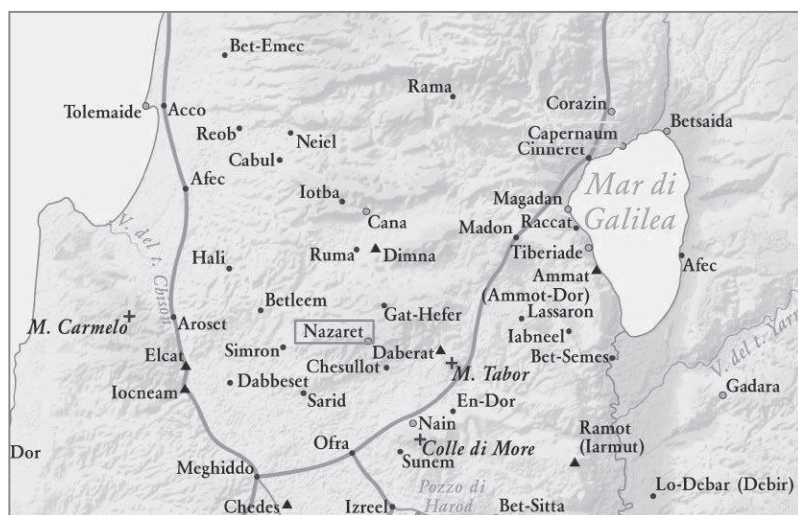 Bet-Emec
Rama
Tolemaide
Acco
Corazin
Reob
Neiel
Capernaum
Betsaida
Cinneret
Cabul
Afec
Iotba
Cana
Magadan
Mar di
Galilea
Raccat
Madon
V. del t. Chison
Ruma
Dimna
Tiberiade
Hali
Ammat
(Ammot-Dor)
Afec
Betleem
Gat-Hefer
Lassaron
M. Carmelo
Aroset
Nazaret
Iabneel
Simron
Daberat
Elcat
Chesullot
Bet-Semes
M. Tabor
V. del t. Yarm
Iocneam
Dabbeset
Sarid
Gadara
En-Dor
Nain
Ramot
(Iarmut)
Dor
Ofra
Colle di More
Sunem
Meghiddo
Pozzo di
Harod
Lo-Debar (Debir)
Chedes
Izreel
Bet-Sitta